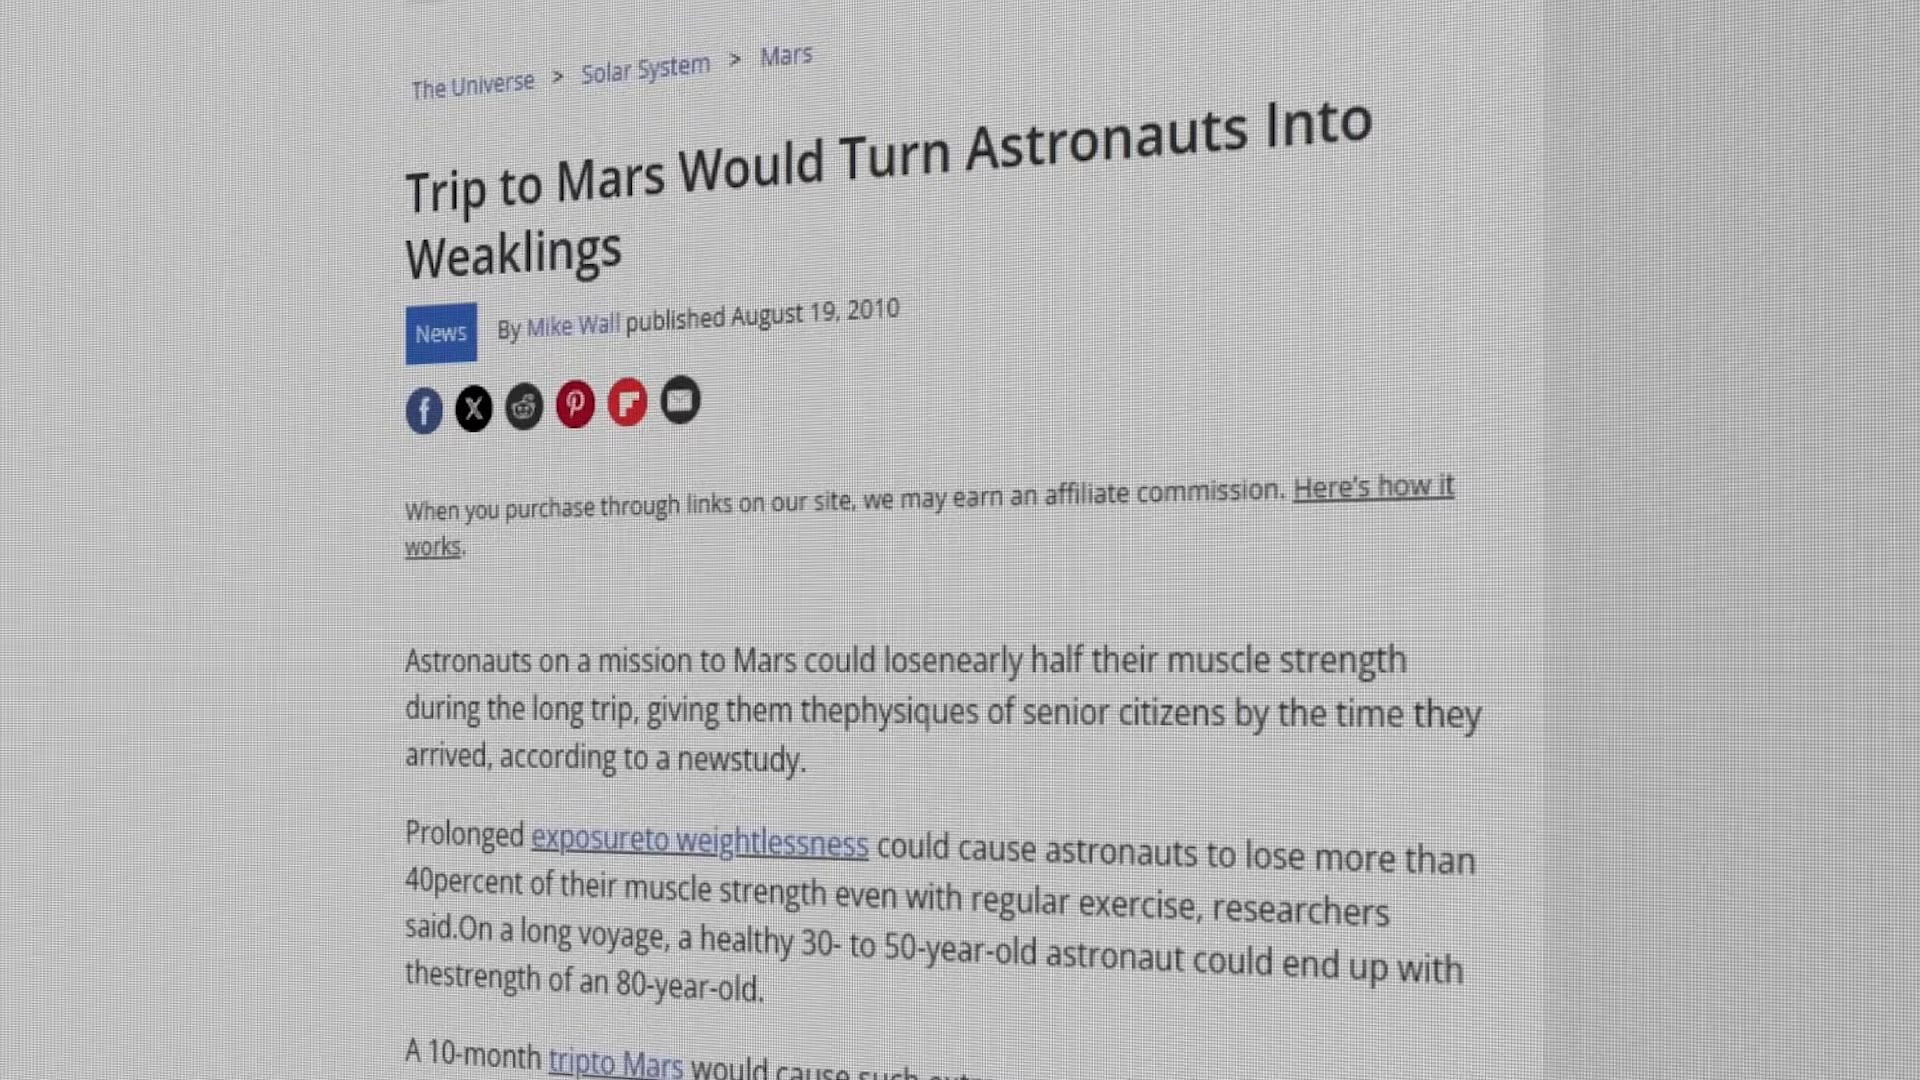 The Universe > Solar System > Mars
Trip to Mars Would Turn Astronauts Into
Weaklings
News By Mike Wall published August 19, 2010
When you purchase through links on our site, we may earn an affiliate commission. Here's how it
works.
Astronauts on a mission to Mars could losenearly half their muscle strength
during the long trip, giving them thephysiques of senior citizens by the time they
arrived, according to a newstudy.
Prolonged exposureto weightlessness could cause astronauts to lose more than
40percent of their muscle strength even with regular exercise, researchers
said.On a long voyage, a healthy 30- to 50-year-old astronaut could end up with
thestrength of an 80-year-old.
A 10-month tripto Mars would cause such